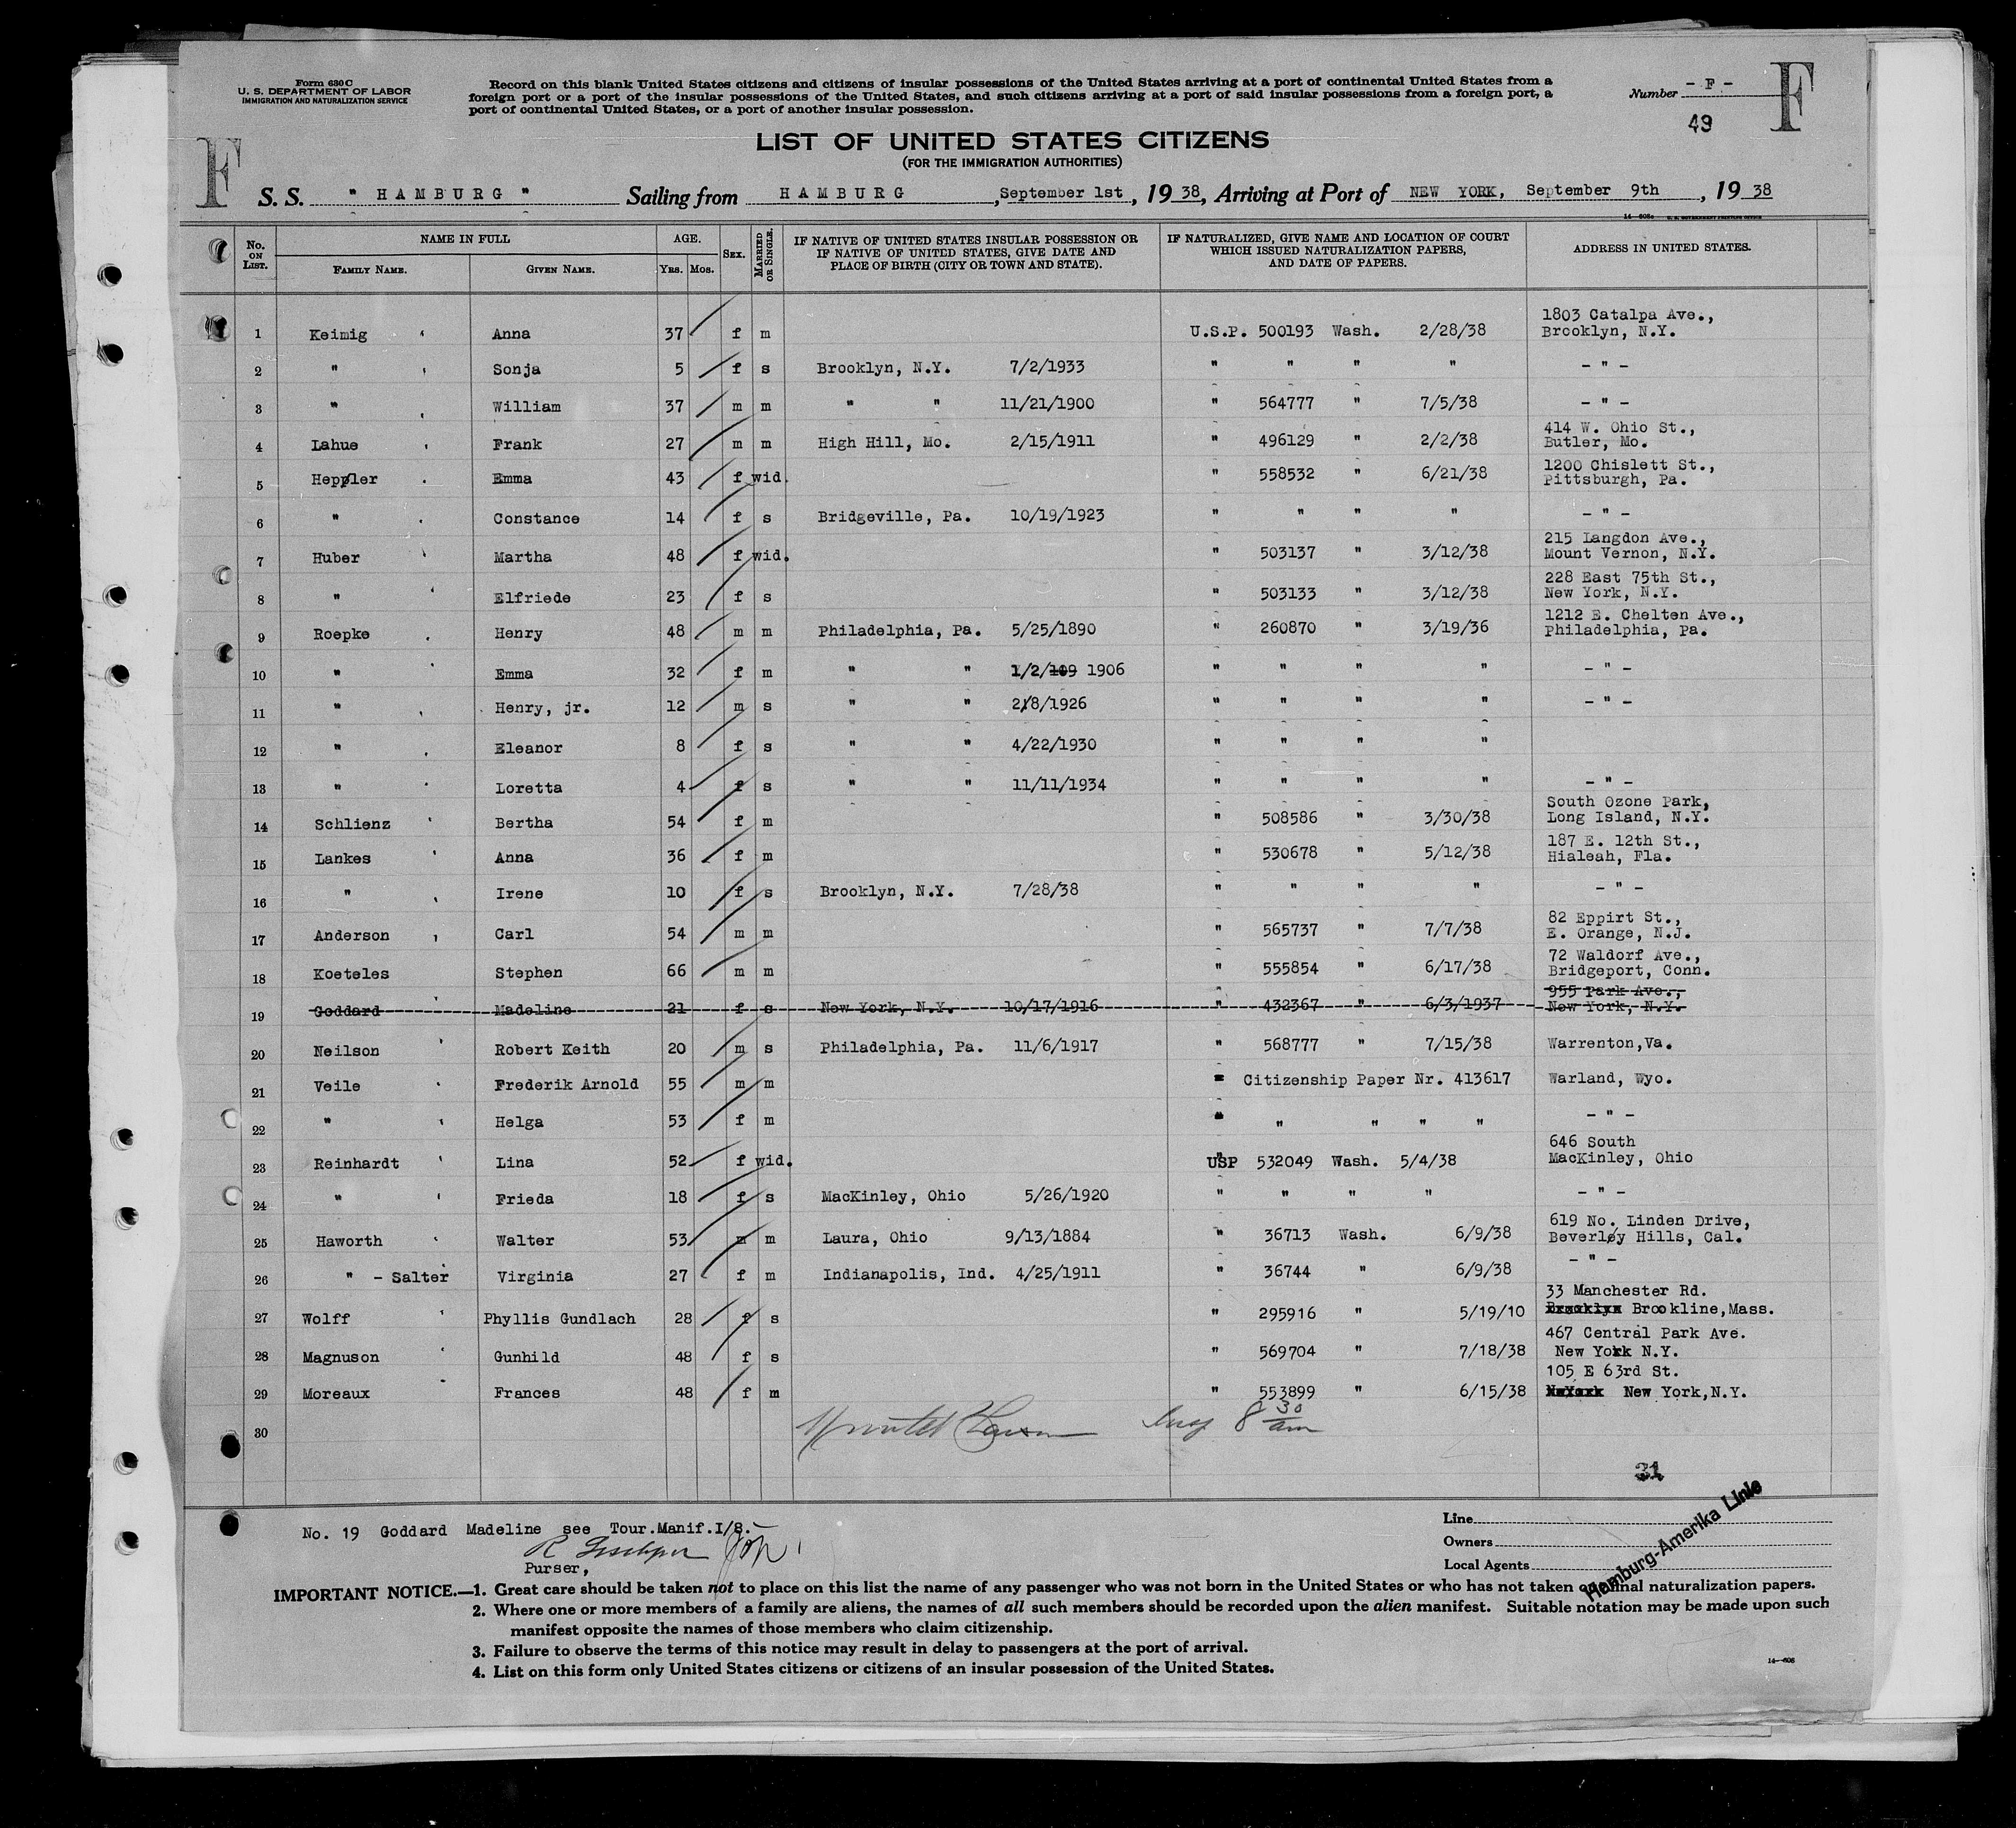 Form 630 C
U. S. DEPARTMENT OF LABOR
IMMIGRATION AND NATURALIZATION SERVICE
Record on this blank United States citizens and citizens of insular possessions of the United States arriving at a port of continental United States from a
foreign port or a port of the insular possessions of the United States, and such citizens arriving at a port of said insular possessions from a foreign port, a
port of continental United States, or a port of another insular possession.
Number - F -
49
F
F
LIST OF UNITED STATES CITIZENS
(FOR THE IMMIGRATION AUTHORITIES)
S. S. " HAMBURG " Sailing from HAMBURG, September 1st, 1938, Arriving at Port of NEW YORK, September 9th, 1938
No. ON LIST. NAME IN FULL FAMILY NAME. GIVEN NAME. AGE. YRS. MOS. SEX. MARRIED OR SINGLE. IF NATIVE OF UNITED STATES INSULAR POSSESSION OR IF NATIVE OF UNITED STATES, GIVE DATE AND PLACE OF BIRTH (CITY OR TOWN AND STATE). IF NATURALIZED, GIVE NAME AND LOCATION OF COURT WHICH ISSUED NATURALIZATION PAPERS, AND DATE OF PAPERS. ADDRESS IN UNITED STATES.
1 Keimig Anna 37 f m U.S.P. 500193 Wash. 2/28/38 1803 Catalpa Ave., Brooklyn, N.Y.
2 " Sonja 5 f s Brooklyn, N.Y. 7/2/1933 " " " " - " -
3 " William 37 m m " " 11/21/1900 " 564777 " 7/5/38 - " -
4 Lahue Frank 27 m m High Hill, Mo. 2/15/1911 " 496129 " 2/2/38 414 W. Ohio St., Butler, Mo.
5 Heppler Emma 43 f wid. " 558532 " 6/21/38 1200 Chislett St., Pittsburgh, Pa.
6 " Constance 14 f s Bridgeville, Pa. 10/19/1923 " " " " - " -
7 Huber Martha 48 f wid. " 503137 " 3/12/38 215 Langdon Ave., Mount Vernon, N.Y.
8 " Elfriede 23 f s " 503133 " 3/12/38 228 East 75th St., New York, N.Y.
9 Roepke Henry 48 m m Philadelphia, Pa. 5/25/1890 " 260870 " 3/19/36 1212 E. Chelten Ave., Philadelphia, Pa.
10 " Emma 32 f m " " 1/2/109 1906 " " " " - " -
11 " Henry, jr. 12 m s " " 2/8/1926 " " " " - " -
12 " Eleanor 8 f s " " 4/22/1930 " " " "
13 " Loretta 4 f s " " 11/11/1934 " " " " - " -
14 Schlienz Bertha 54 f m " 508586 " 3/30/38 South Ozone Park, Long Island, N.Y.
15 Lankes Anna 36 f m " 530678 " 5/12/38 187 E. 12th St., Hialeah, Fla.
16 " Irene 10 f s Brooklyn, N.Y. 7/28/38 " " " " - " -
17 Anderson Carl 54 m m " 565737 " 7/7/38 82 Eppirt St., E. Orange, N.J.
18 Koeteles Stephen 66 m m " 555854 " 6/17/38 72 Waldorf Ave., Bridgeport, Conn.
19 Goddard Madeline 21 f s New York, N.Y. 10/17/1916 " 432367 " 6/3/1937 955 Park Ave., New York, N.Y.
20 Neilson Robert Keith 20 m s Philadelphia, Pa. 11/6/1917 " 568777 " 7/15/38 Warrenton,Va.
21 Veile Frederik Arnold 55 m m " Citizenship Paper Nr. 413617 Warland, Wyo.
22 " Helga 53 f m " " " " " - " -
23 Reinhardt Lina 52 f wid. USP 532049 Wash. 5/4/38 646 South MacKinley, Ohio
24 " Frieda 18 f s MacKinley, Ohio 5/26/1920 " " " " - " -
25 Haworth Walter 53 m m Laura, Ohio 9/13/1884 " 36713 Wash. 6/9/38 619 No. Linden Drive, Beverley Hills, Cal.
26 " - Salter Virginia 27 f m Indianapolis, Ind. 4/25/1911 " 36744 " 6/9/38 - " -
27 Wolff Phyllis Gundlach 28 f s " 295916 " 5/19/10 33 Manchester Rd. Brooklyn Brookline,Mass.
28 Magnuson Gunhild 48 f s " 569704 " 7/18/38 467 Central Park Ave. New York N.Y.
29 Moreaux Frances 48 f m " 553899 " 6/15/38 105 E 63rd St. New York,N.Y.
30
8 30 am
31
No. 19 Goddard Madeline see Tour.Manif.I/8.
Purser,
Line
Owners
Local Agents
Hamburg-Amerika Linie
IMPORTANT NOTICE.—1. Great care should be taken not to place on this list the name of any passenger who was not born in the United States or who has not taken out final naturalization papers.
2. Where one or more members of a family are aliens, the names of all such members should be recorded upon the alien manifest. Suitable notation may be made upon such
manifest opposite the names of those members who claim citizenship.
3. Failure to observe the terms of this notice may result in delay to passengers at the port of arrival.
4. List on this form only United States citizens or citizens of an insular possession of the United States.
14—608